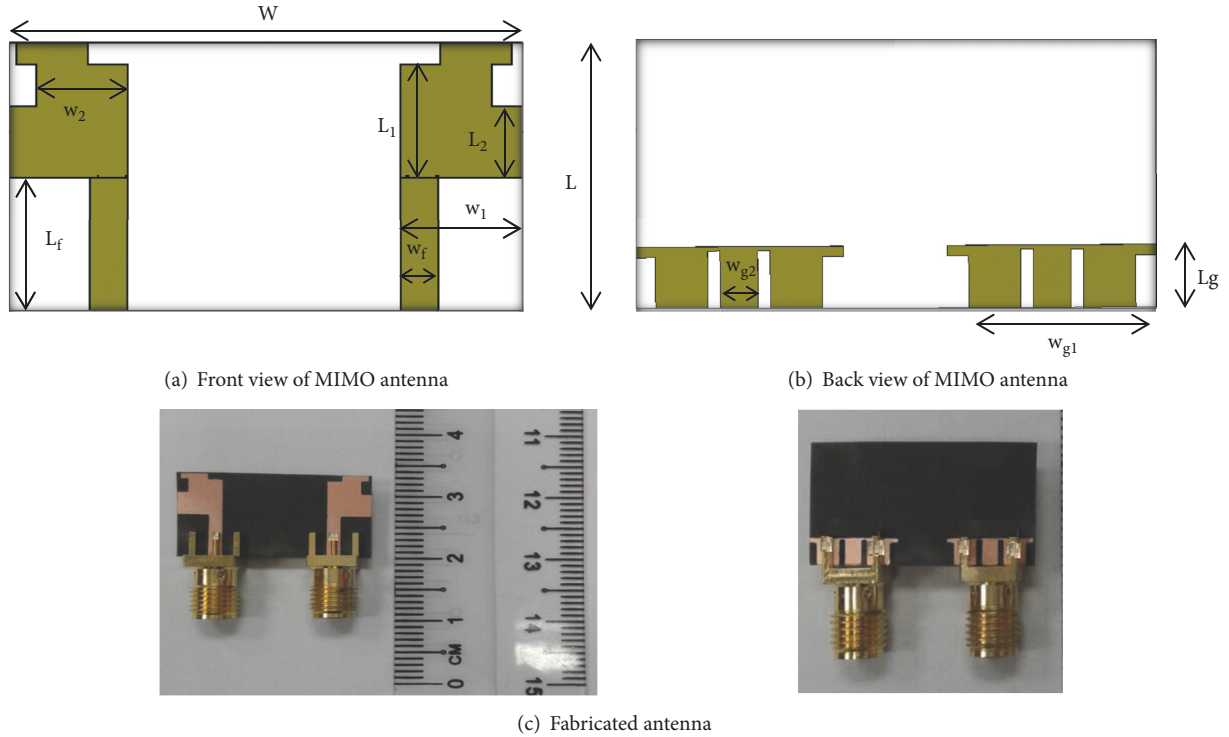 W
w2
L1
L2
Lf
w1
wf
L
wg2
Lg
wg1
(a) Front view of MIMO antenna
(b) Back view of MIMO antenna
4
3
2
1
0 CM
11
12
13
14
15
(c) Fabricated antenna